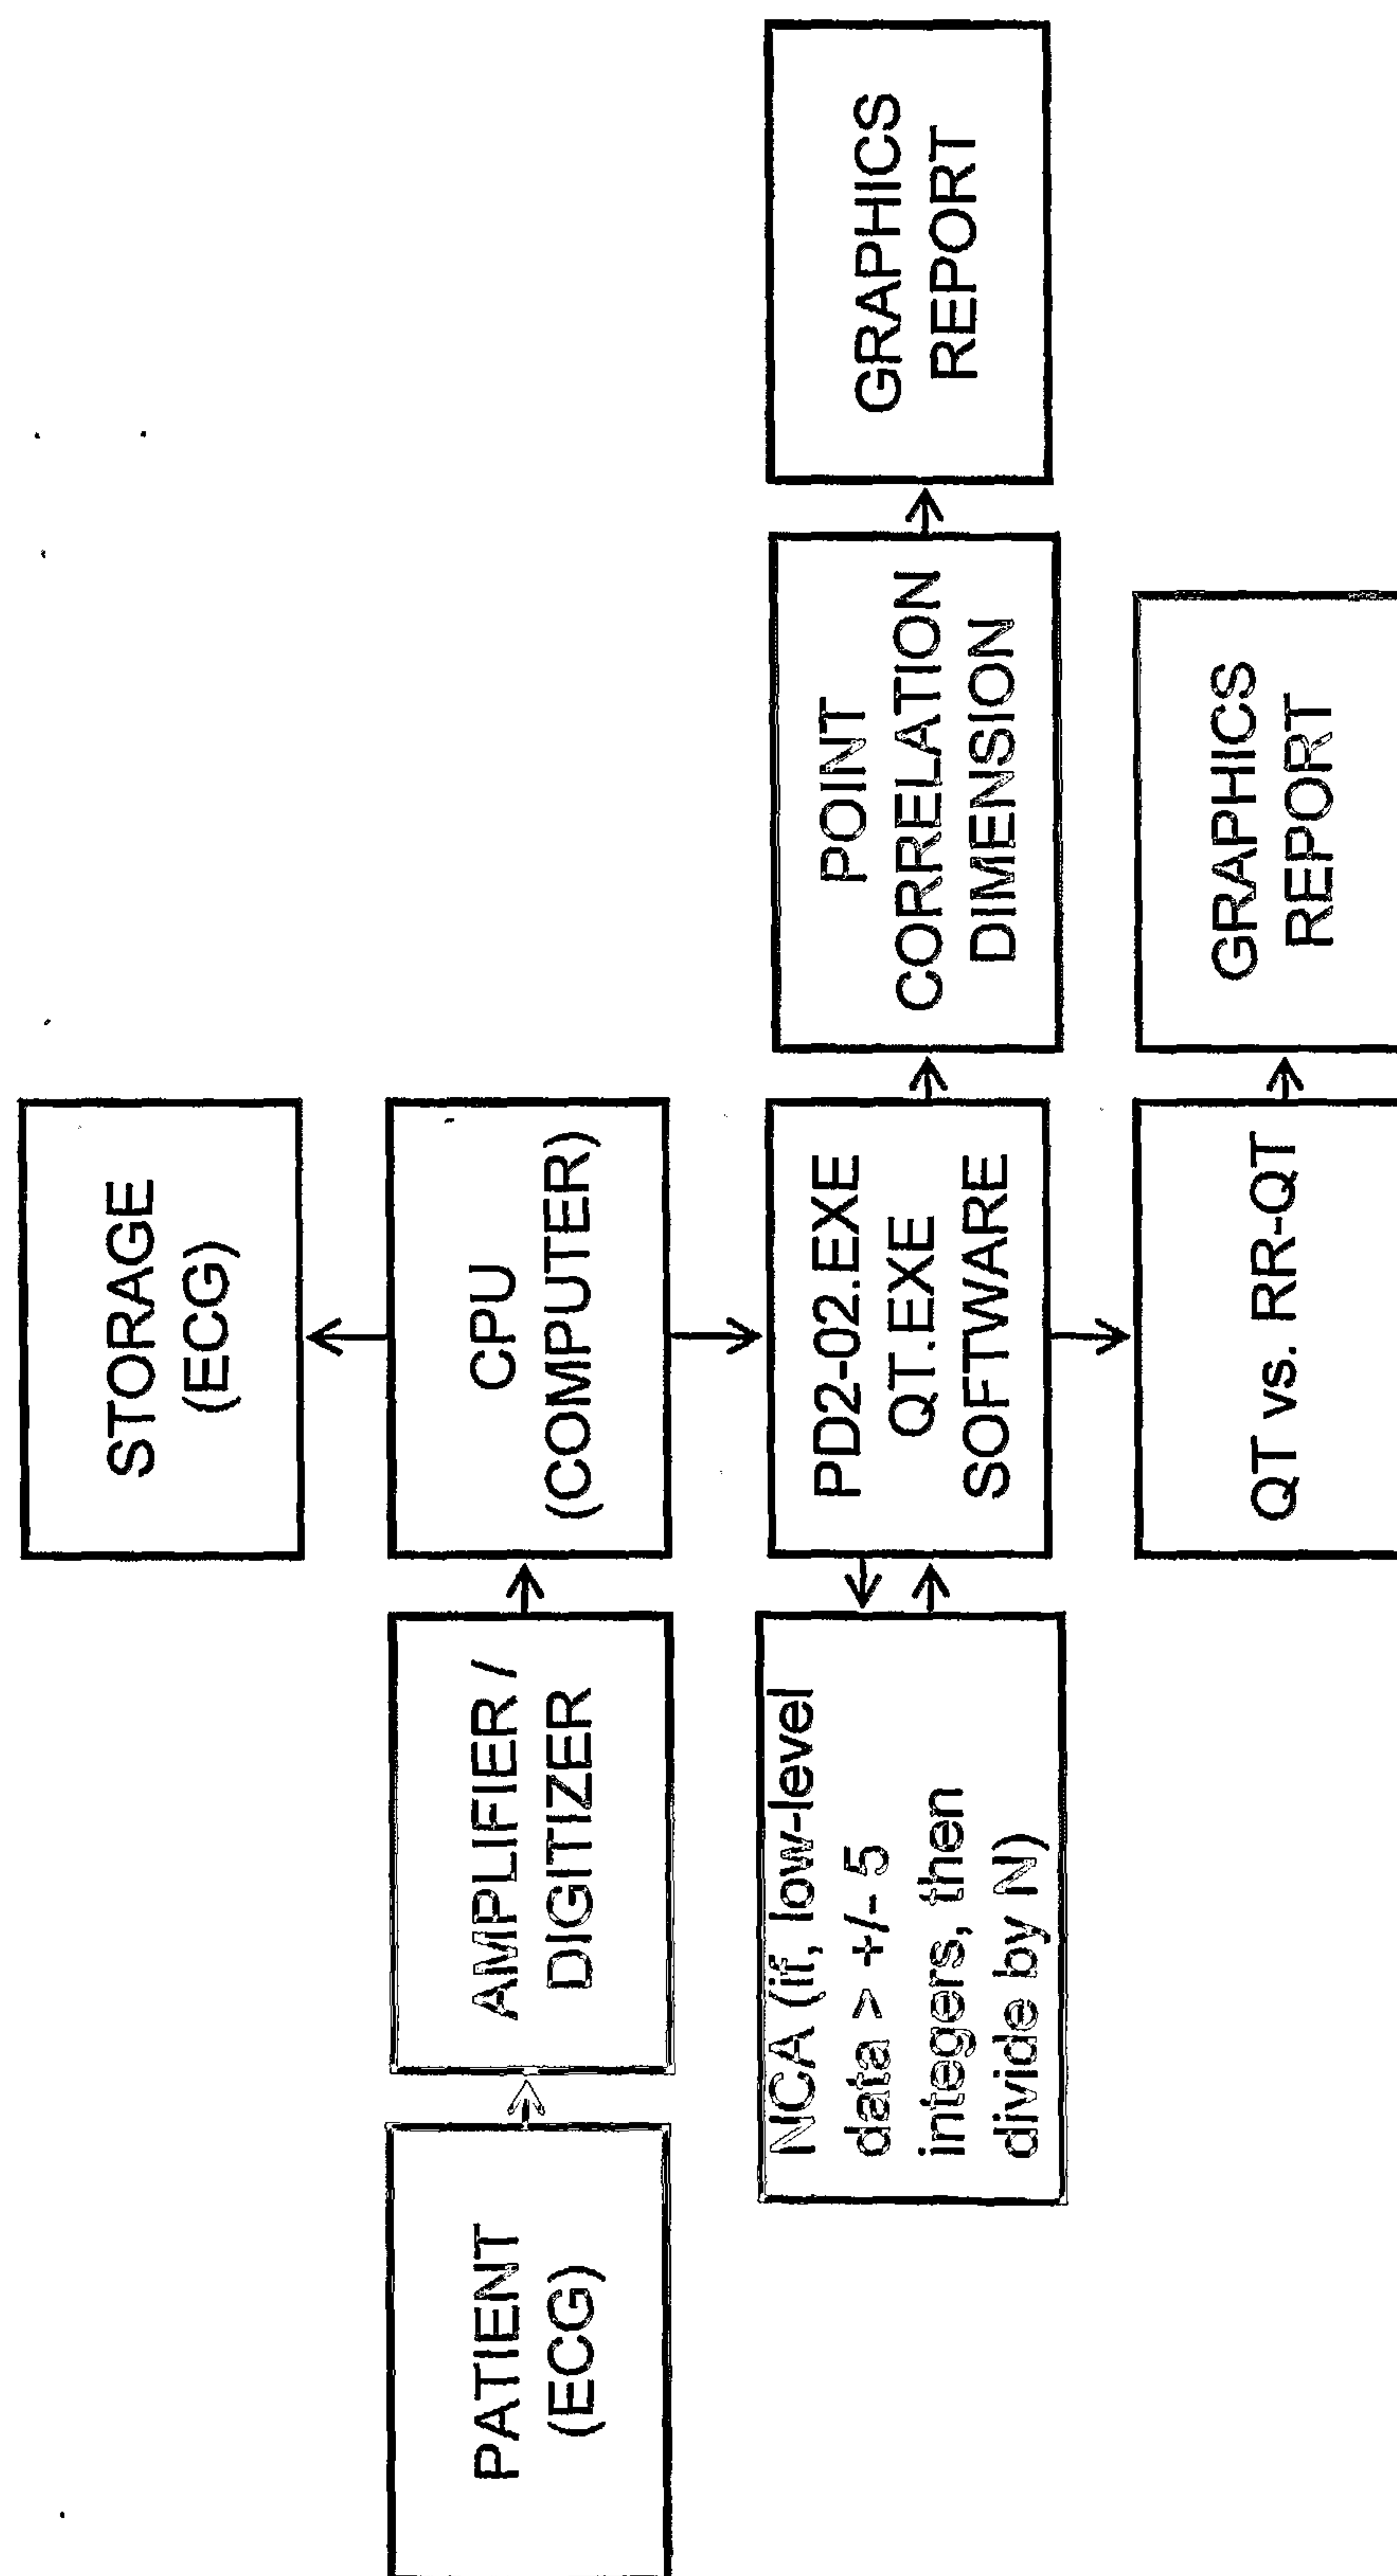 STORAGE
(ECG)
PATIENT
(ECG)
AMPLIFIER /
DIGITIZER
CPU
(COMPUTER)
NCA (if, low-level
data > +/- 5
integers, then
divide by N)
PD2-02.EXE
QT.EXE
SOFTWARE
POINT
CORRELATION
DIMENSION
GRAPHICS
REPORT
QT vs. RR-QT
GRAPHICS
REPORT